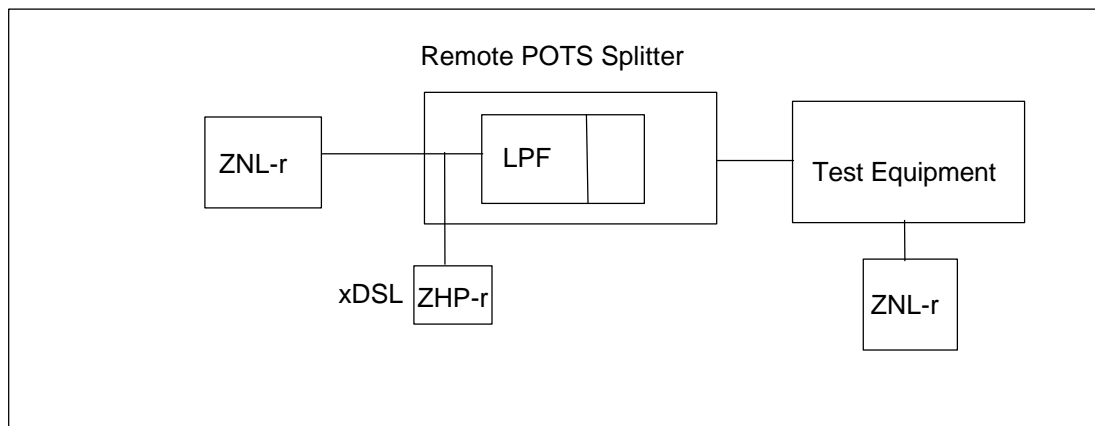 Remote POTS Splitter
ZNL-r
LPF
Test Equipment
xDSL
ZHP-r
ZNL-r